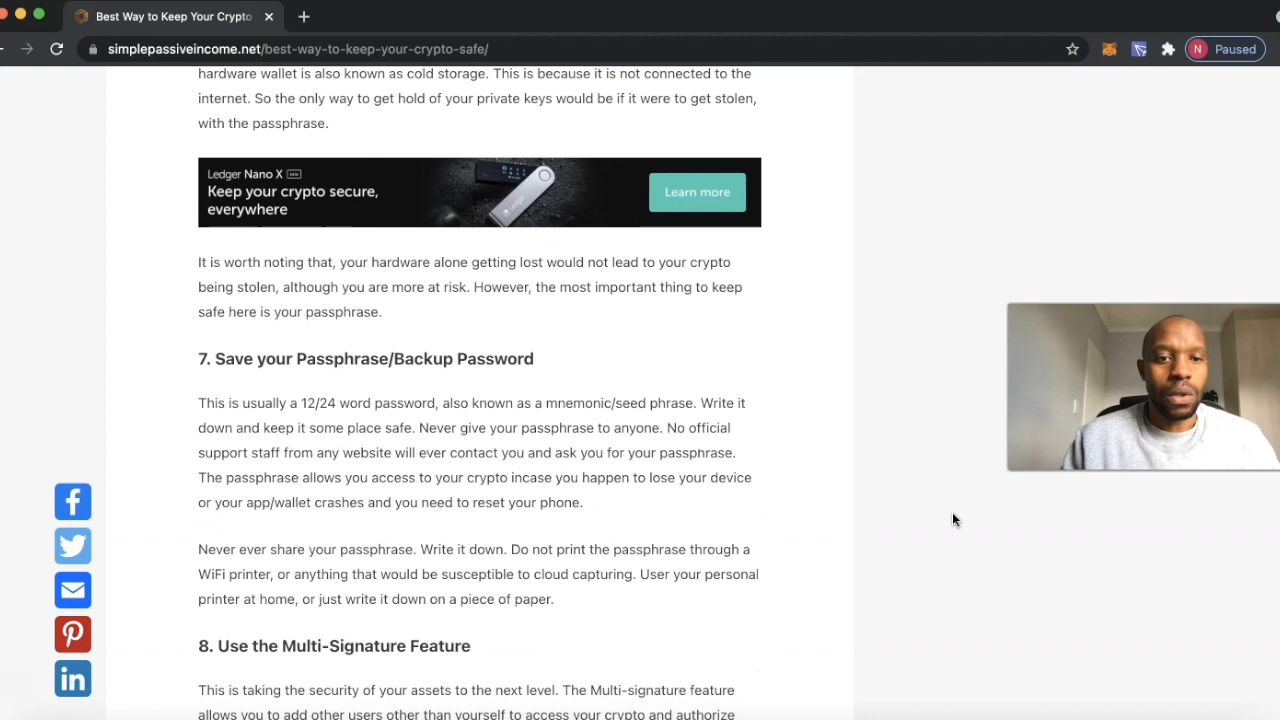 Best Way to Keep Your Crypto
simplepassiveincome.net/best-way-to-keep-your-crypto-safe/
N Paused
hardware wallet is also known as cold storage. This is because it is not connected to the
internet. So the only way to get hold of your private keys would be if it were to get stolen,
with the passphrase.
Ledger Nano X NEW
Keep your crypto secure,
everywhere
Learn more
It is worth noting that, your hardware alone getting lost would not lead to your crypto
being stolen, although you are more at risk. However, the most important thing to keep
safe here is your passphrase.
7. Save your Passphrase/Backup Password
This is usually a 12/24 word password, also known as a mnemonic/seed phrase. Write it
down and keep it some place safe. Never give your passphrase to anyone. No official
support staff from any website will ever contact you and ask you for your passphrase.
The passphrase allows you access to your crypto incase you happen to lose your device
or your app/wallet crashes and you need to reset your phone.
Never ever share your passphrase. Write it down. Do not print the passphrase through a
WiFi printer, or anything that would be susceptible to cloud capturing. User your personal
printer at home, or just write it down on a piece of paper.
8. Use the Multi-Signature Feature
This is taking the security of your assets to the next level. The Multi-signature feature
allows you to add other users other than yourself to access your crypto and authorize